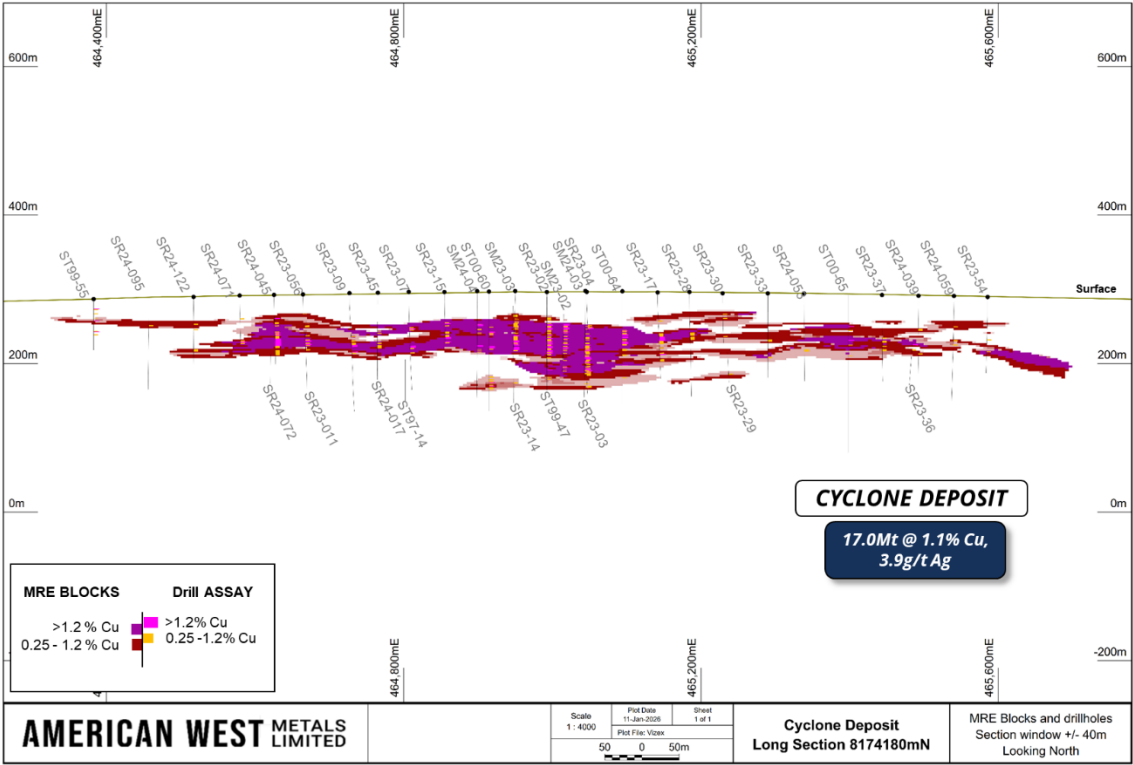 464,400mE
464,800mE
465,200mE
465,600mE
600m
600m
400m
400m
ST99-55
SR24-095
SR24-122
SR24-071
SR24-045
SR23-056
SR23-09
SR23-45
SR23-07
SR23-15
SM24-04
ST00-60
SM23-03
SR23-02
SM23-02
SM24-03
SR23-04
ST00-64
SR23-17
SR23-28
SR23-30
SR23-33
SR24-055
ST00-65
SR23-37
SR24-039
SR24-059
SR23-54
Surface
200m
200m
SR24-072
SR23-011
SR24-017
ST97-14
SR23-14
ST99-47
SR23-03
SR23-29
SR23-36
0m
0m
CYCLONE DEPOSIT
17.0Mt @ 1.1% Cu,
3.9g/t Ag
MRE BLOCKS Drill ASSAY
>1.2 % Cu >1.2% Cu
0.25 - 1.2 % Cu 0.25 -1.2% Cu
464,800mE
465,200mE
465,600mE
-200m
AMERICAN WEST METALS LIMITED
Scale
1 : 4000
Plot Date
11-Jan-2026
Sheet
1 of 1
Plot File: Vizex
50 0 50m
Cyclone Deposit
Long Section 8174180mN
MRE Blocks and drillholes
Section window +/- 40m
Looking North